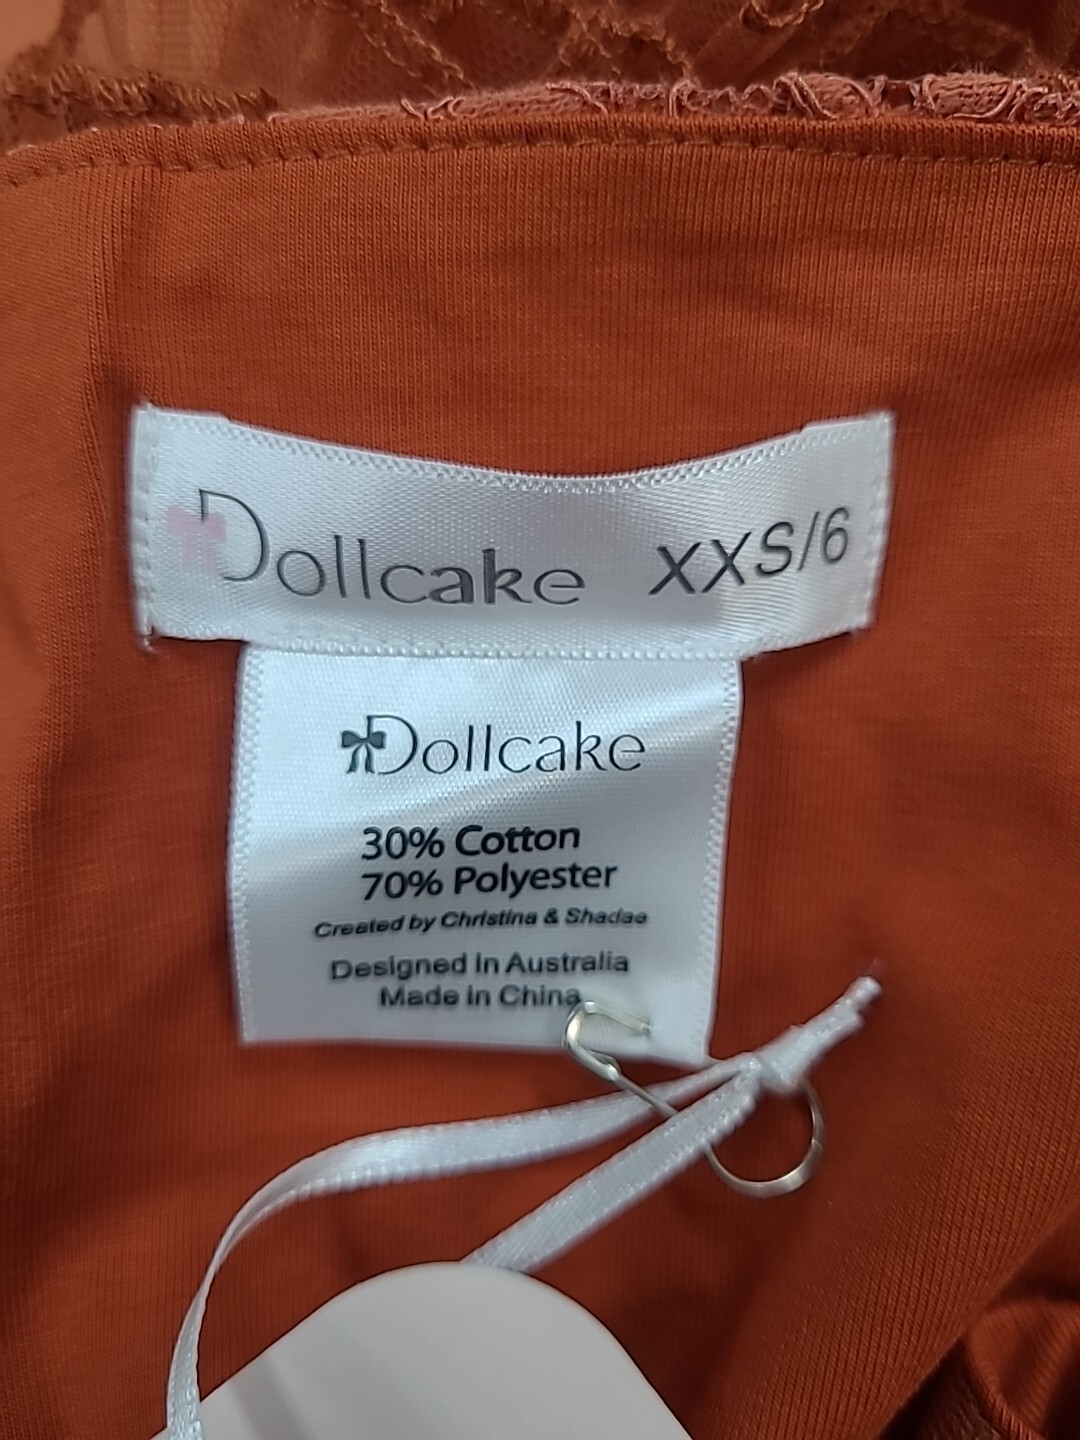 Dollcake XXS/6
Dollcake
30% Cotton
70% Polyester
Created by Christina & Shadae
Designed In Australia
Made in China